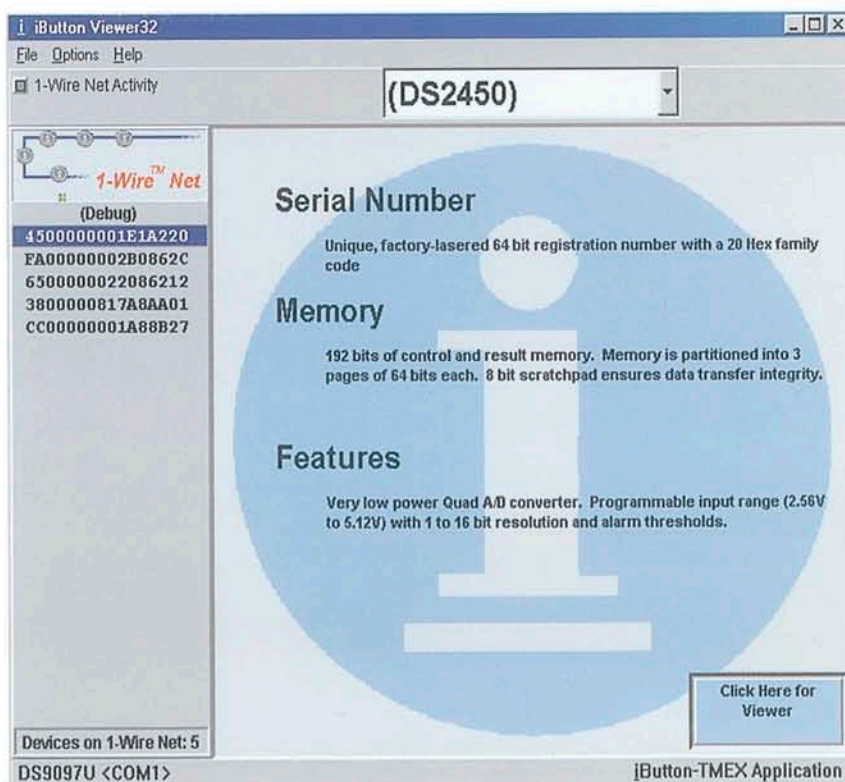 iButton Viewer32
File Options Help
1-Wire Net Activity
(DS2450)
1-Wire™ Net
(Debug)
4500000001E1A220
FA00000002B0862C
6500000022086212
3800000817A8AA01
CC00000001A88B27
Serial Number
Unique, factory-lasered 64 bit registration number with a 20 Hex family
code
Memory
192 bits of control and result memory. Memory is partitioned into 3
pages of 64 bits each. 8 bit scratchpad ensures data transfer integrity.
Features
Very low power Quad A/D converter. Programmable input range (2.56V
to 5.12V) with 1 to 16 bit resolution and alarm thresholds.
Click Here for
Viewer
Devices on 1-Wire Net: 5
DS9097U <COM1>
iButton-TMEX Application